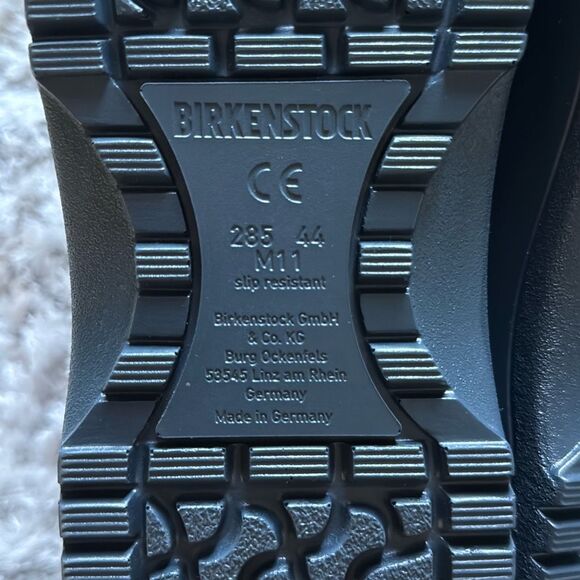 BIRKENSTOCK
CE
285 44
M11
slip resistant
Birkenstock GmbH
& Co. KG
Burg Ockenfels
53545 Linz am Rhein
Germany
Made in Germany